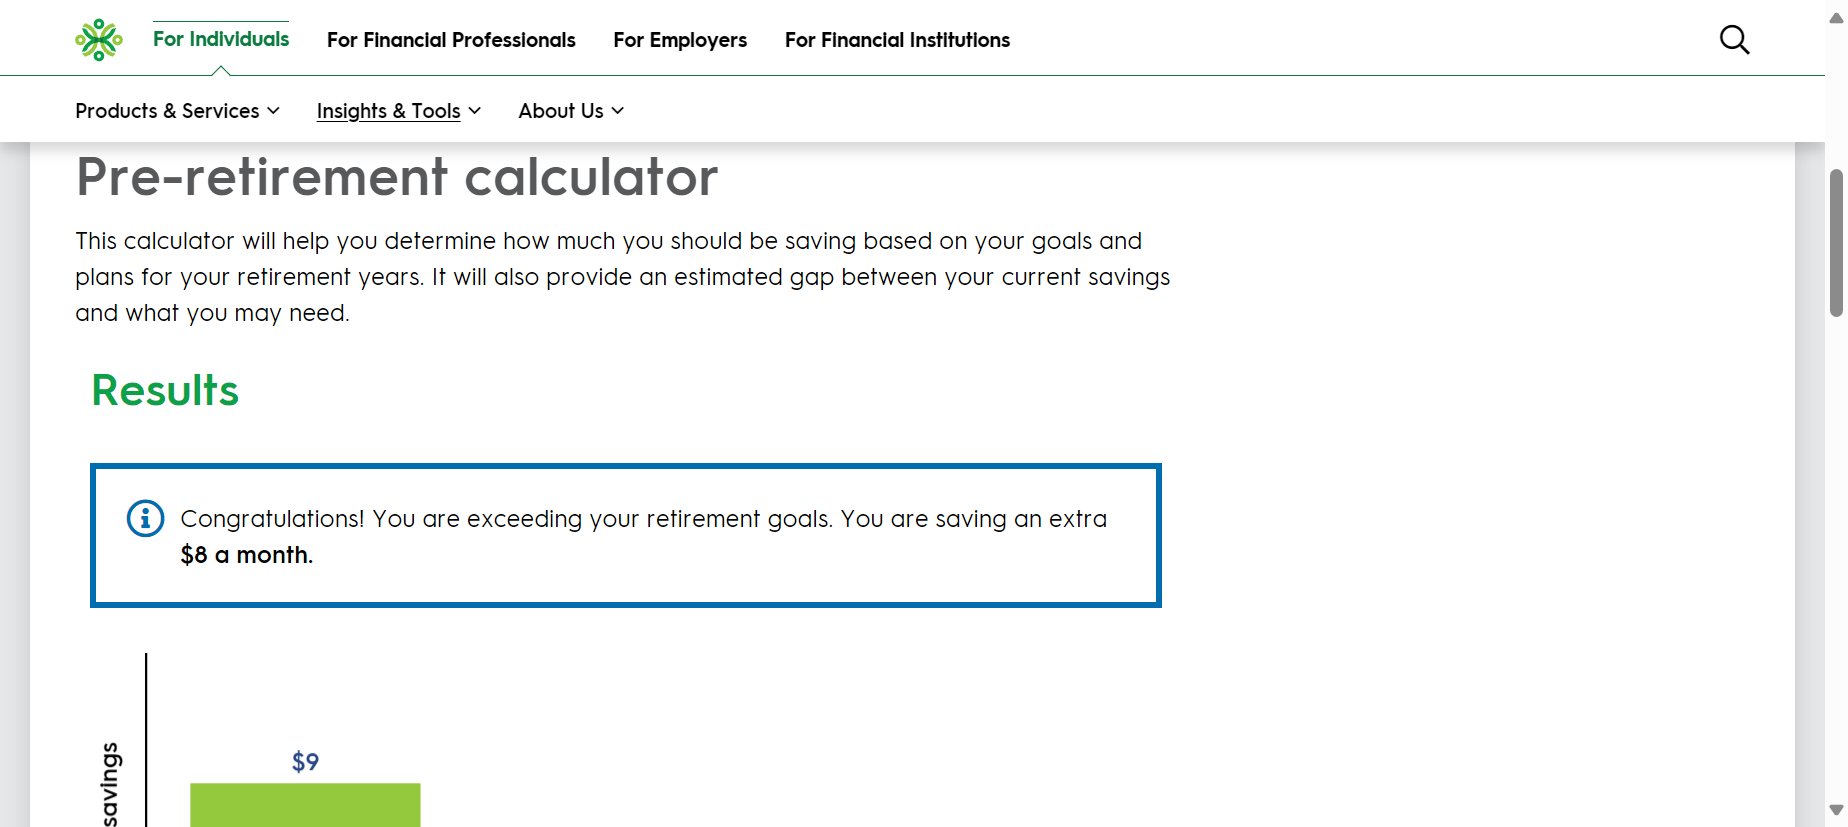 For Individuals For Financial Professionals For Employers For Financial Institutions
Products & Services Insights & Tools About Us
Pre-retirement calculator
This calculator will help you determine how much you should be saving based on your goals and
plans for your retirement years. It will also provide an estimated gap between your current savings
and what you may need.
Results
Congratulations! You are exceeding your retirement goals. You are saving an extra
$8 a month.
$9
savings